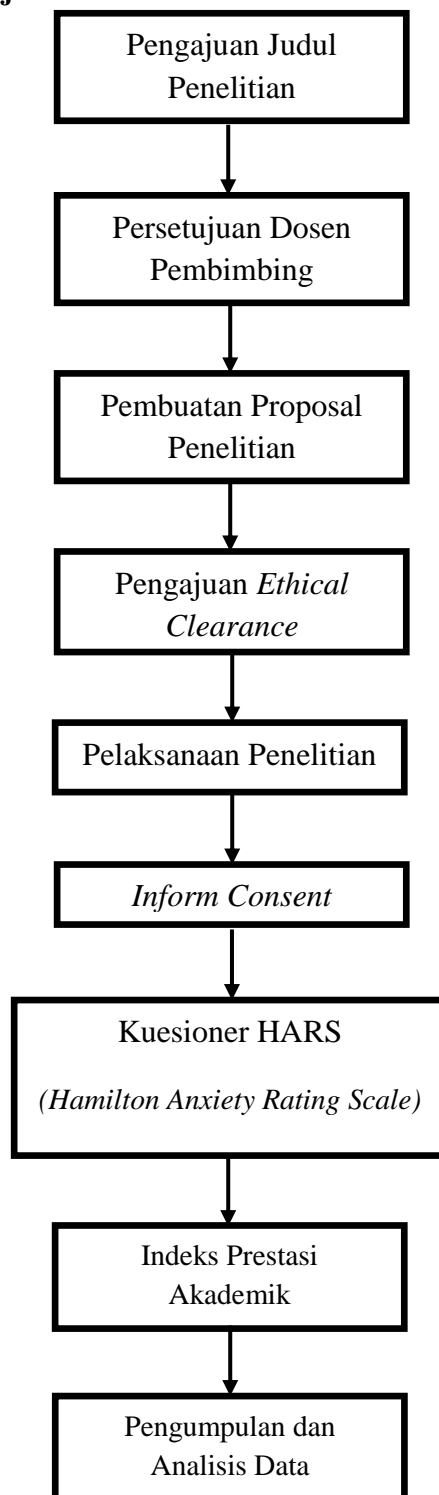 Pengajuan Judul
Penelitian
Persetujuan Dosen
Pembimbing
Pembuatan Proposal
Penelitian
Pengajuan Ethical
Clearance
Pelaksanaan Penelitian
Inform Consent
Kuesioner HARS
(Hamilton Anxiety Rating Scale)
Indeks Prestasi
Akademik
Pengumpulan dan
Analisis Data